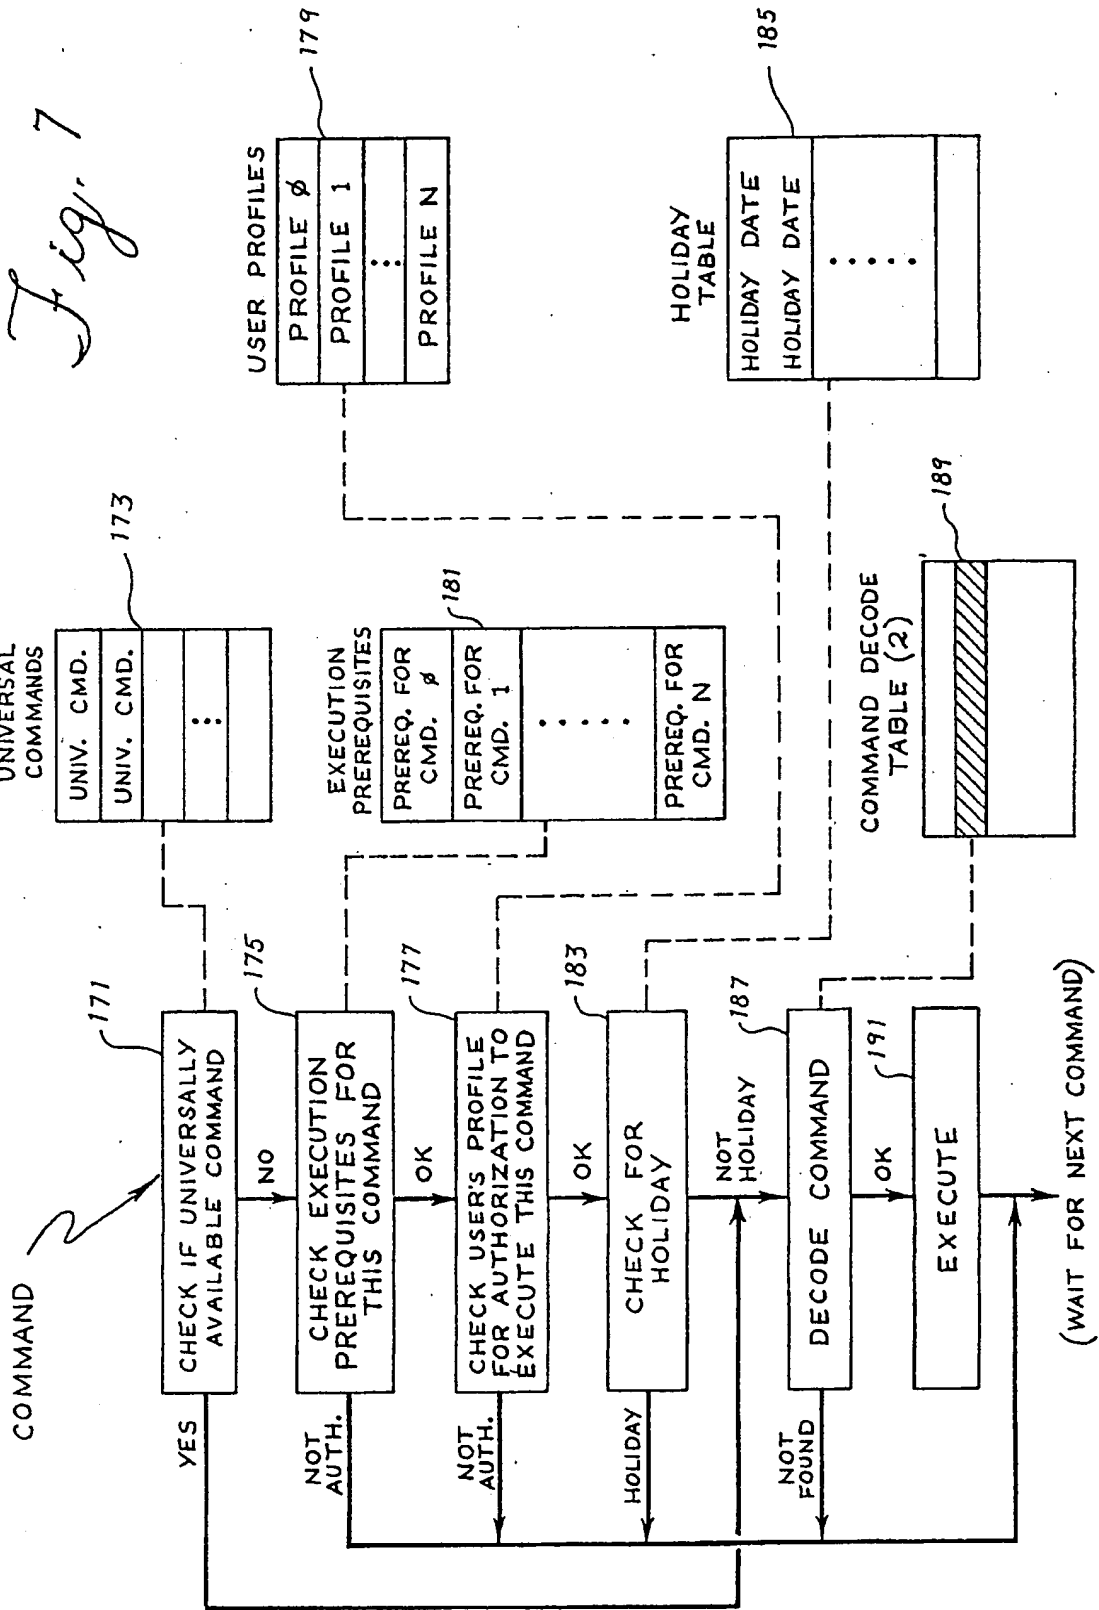 Fig. 7
COMMAND
171
CHECK IF UNIVERSALLY
AVAILABLE COMMAND
YES
NO
UNIVERSAL
COMMANDS
UNIV. CMD.
UNIV. CMD.
173
175
CHECK EXECUTION
PREREQUISITES FOR
THIS COMMAND
NOT
AUTH.
OK
EXECUTION
PREREQUISITES
PREREQ. FOR
CMD. Ø
PREREQ. FOR
CMD. 1
PREREQ. FOR
CMD. N
181
177
CHECK USER'S PROFILE
FOR AUTHORIZATION TO
EXECUTE THIS COMMAND
NOT
AUTH.
OK
USER PROFILES
PROFILE Ø
PROFILE 1
PROFILE N
179
183
CHECK FOR
HOLIDAY
HOLIDAY
NOT
HOLIDAY
HOLIDAY
TABLE
HOLIDAY DATE
HOLIDAY DATE
185
187
DECODE COMMAND
NOT
FOUND
OK
COMMAND DECODE
TABLE (2)
189
191
EXECUTE
(WAIT FOR NEXT COMMAND)